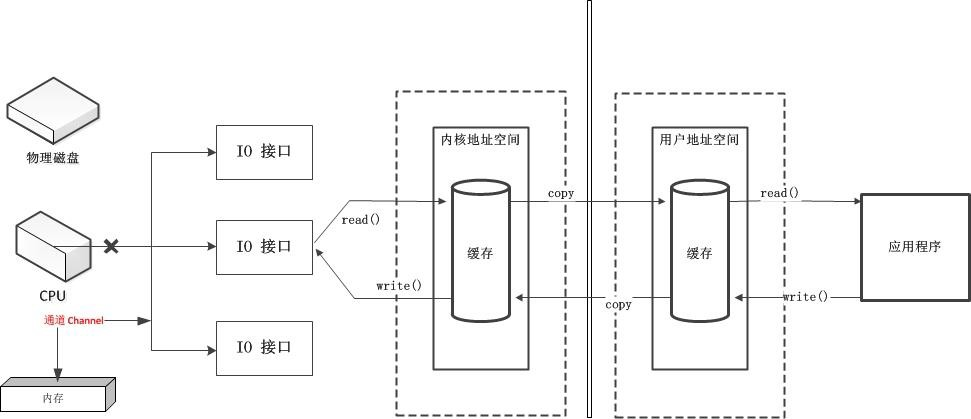 物理磁盘
CPU
通道 Channel
内存
IO 接口
IO 接口
IO 接口
read()
write()
内核地址空间
缓存
copy
copy
用户地址空间
缓存
read()
write()
应用程序